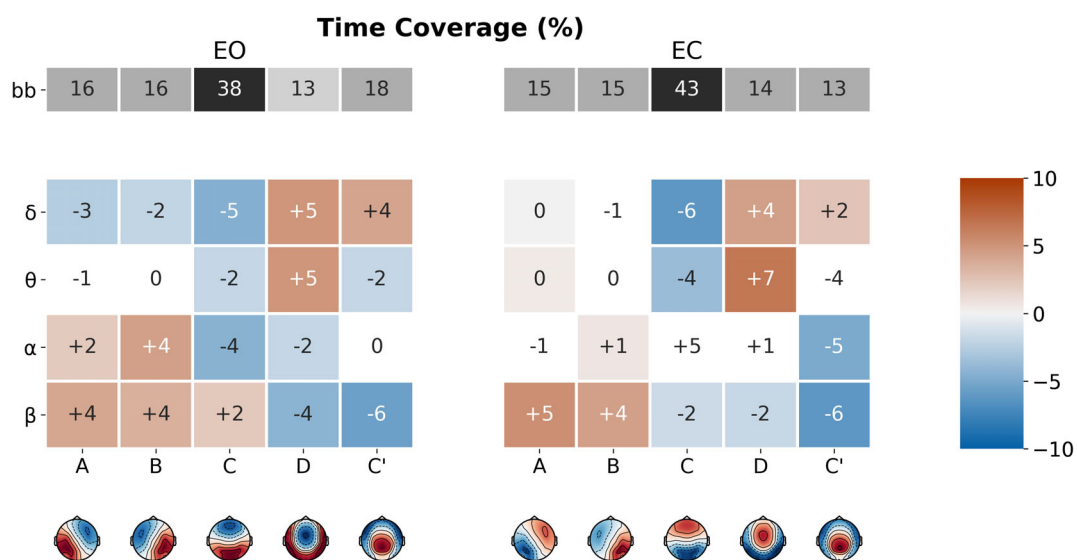 Time Coverage (%)
EO EC
bb 16 16 38 13 18 15 15 43 14 13
10
δ -3 -2 -5 +5 +4 0 -1 -6 +4 +2
5
θ -1 0 -2 +5 -2 0 0 -4 +7 -4
0
α +2 +4 -4 -2 0 -1 +1 +5 +1 -5
−5
β +4 +4 +2 -4 -6 +5 +4 -2 -2 -6
−10
A B C D C' A B C D C'